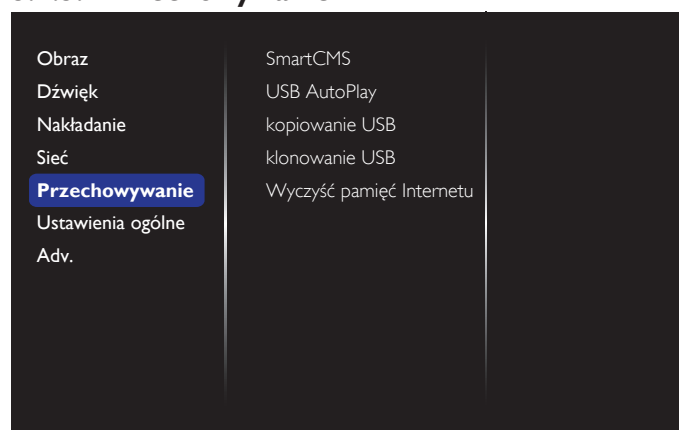 Obraz
Dźwięk
Nakładanie
Sieć
Przechowywanie
Ustawienia ogólne
Adv.
SmartCMS
USB AutoPlay
kopiowanie USB
klonowanie USB
Wyczyść pamięć Internetu